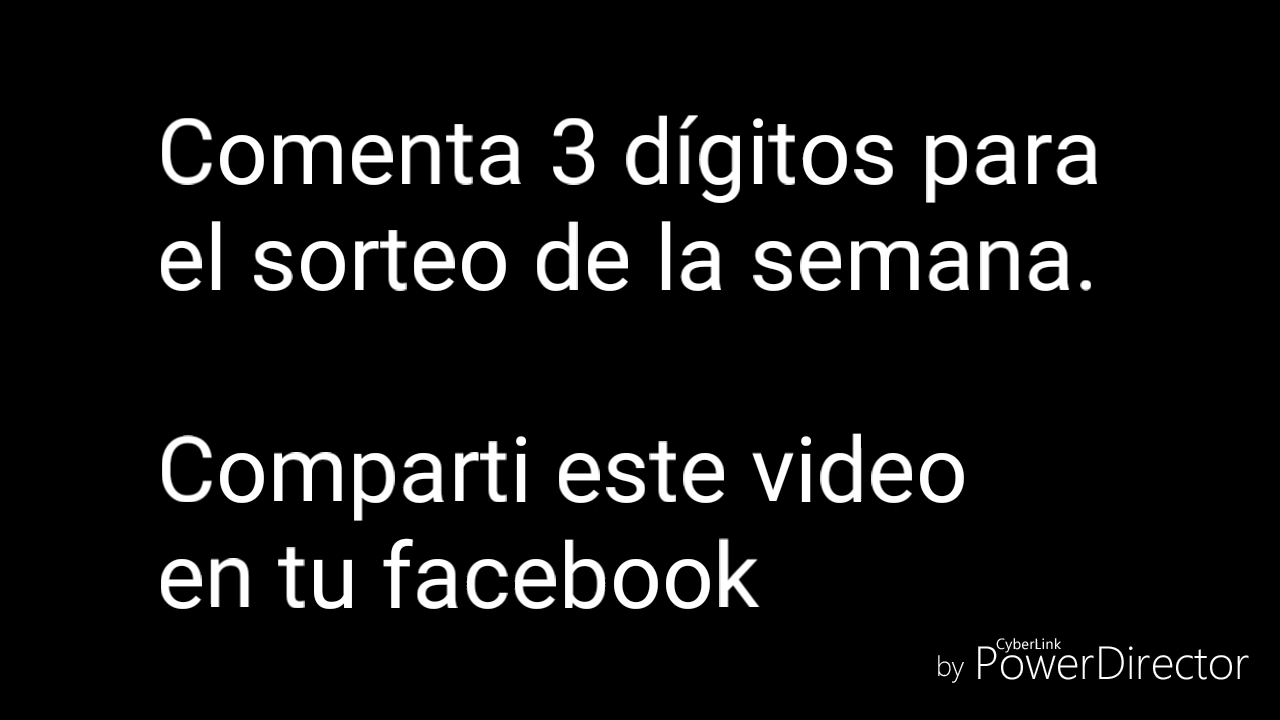 Comenta 3 dígitos para
el sorteo de la semana.
Comparti este video
en tu facebook
CyberLink
by PowerDirector